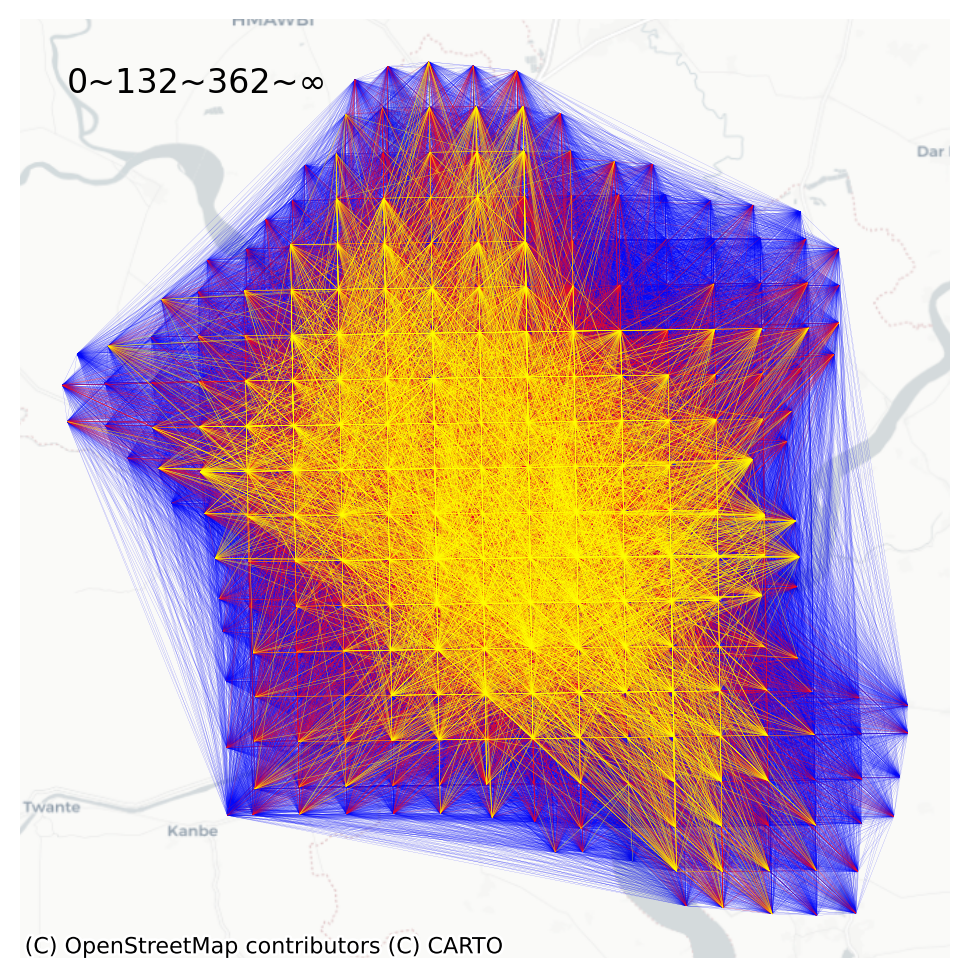 HMAWBI
0~132~362~∞
Dar
Twante
Kanbe
(C) OpenStreetMap contributors (C) CARTO